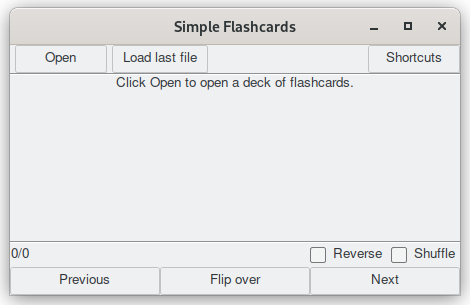 Simple Flashcards
Open Load last file Shortcuts
Click Open to open a deck of flashcards.
0/0 Reverse Shuffle
Previous Flip over Next